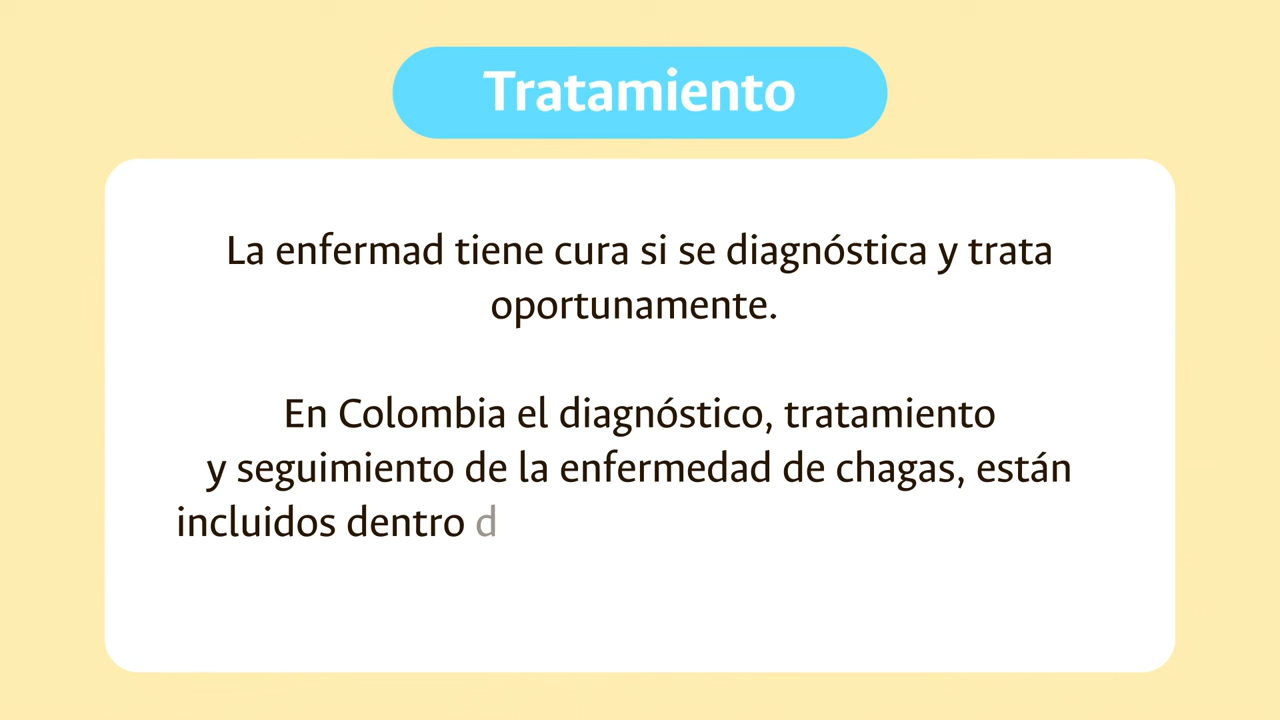 Tratamiento
La enfermad tiene cura si se diagnóstica y trata
oportunamente.
En Colombia el diagnóstico, tratamiento
y seguimiento de la enfermedad de chagas, están
incluidos dentro d